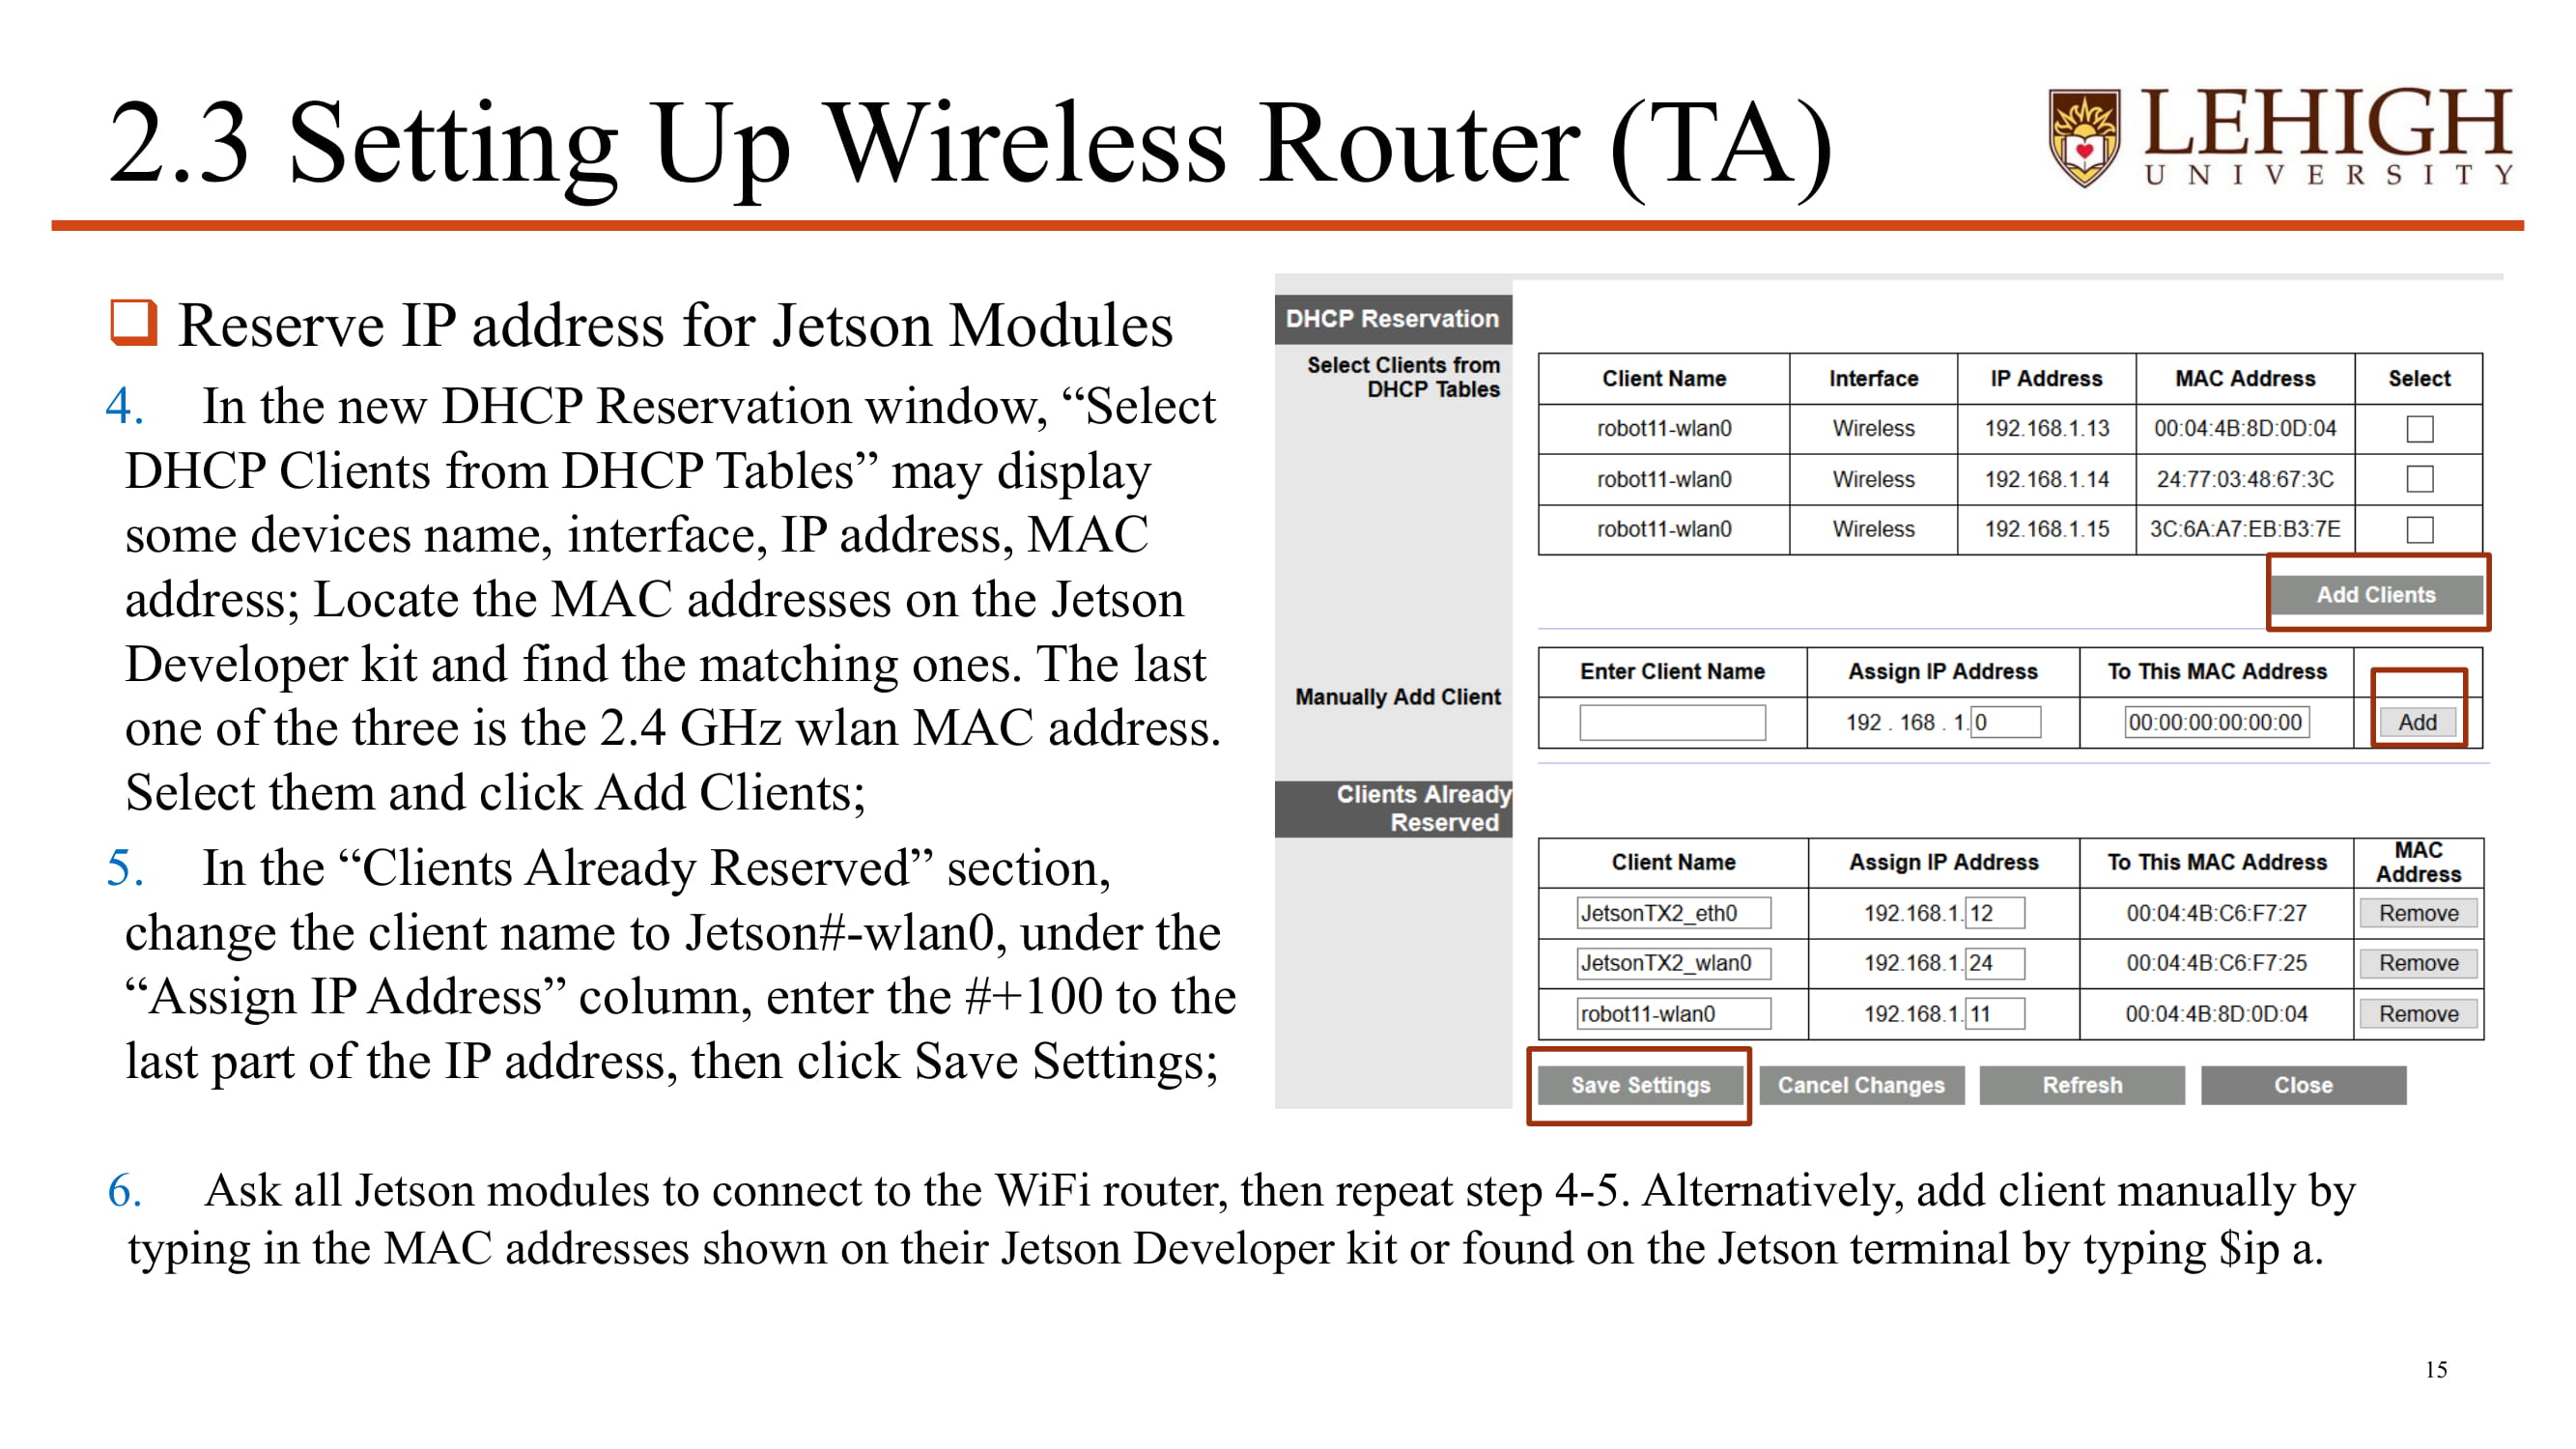 2.3 Setting Up Wireless Router (TA)
LEHIGH
UNIVERSITY
Reserve IP address for Jetson Modules
4. In the new DHCP Reservation window, “Select
DHCP Clients from DHCP Tables” may display
some devices name, interface, IP address, MAC
address; Locate the MAC addresses on the Jetson
Developer kit and find the matching ones. The last
one of the three is the 2.4 GHz wlan MAC address.
Select them and click Add Clients;
5. In the “Clients Already Reserved” section,
change the client name to Jetson#-wlan0, under the
“Assign IP Address” column, enter the #+100 to the
last part of the IP address, then click Save Settings;
DHCP Reservation
Select Clients from
DHCP Tables
Client Name Interface IP Address MAC Address Select
robot11-wlan0 Wireless 192.168.1.13 00:04:4B:8D:0D:04
robot11-wlan0 Wireless 192.168.1.14 24:77:03:48:67:3C
robot11-wlan0 Wireless 192.168.1.15 3C:6A:A7:EB:B3:7E
Add Clients
Manually Add Client
Enter Client Name Assign IP Address To This MAC Address
192 . 168 . 1. 0 00:00:00:00:00:00 Add
Clients Already
Reserved
Client Name Assign IP Address To This MAC Address MAC
Address
JetsonTX2_eth0 192.168.1. 12 00:04:4B:C6:F7:27 Remove
JetsonTX2_wlan0 192.168.1. 24 00:04:4B:C6:F7:25 Remove
robot11-wlan0 192.168.1. 11 00:04:4B:8D:0D:04 Remove
Save Settings Cancel Changes Refresh Close
6. Ask all Jetson modules to connect to the WiFi router, then repeat step 4-5. Alternatively, add client manually by
typing in the MAC addresses shown on their Jetson Developer kit or found on the Jetson terminal by typing $ip a.
15